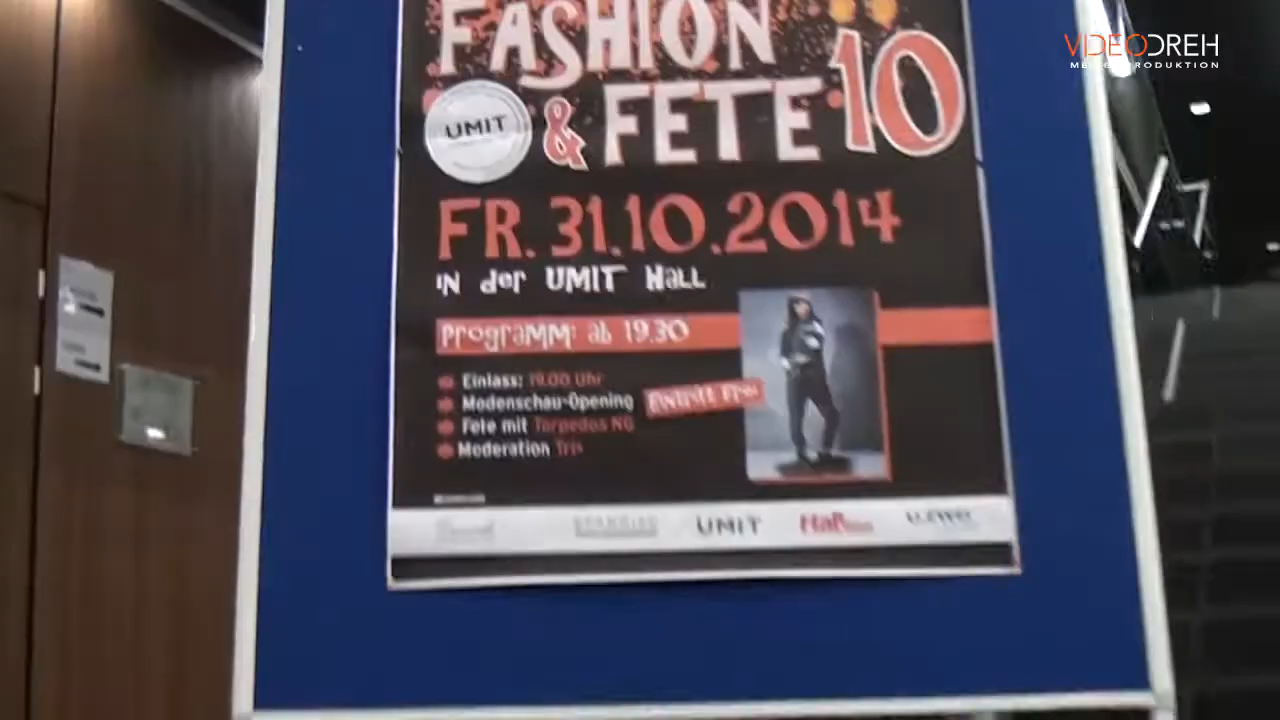 VIDEODREH
MEDIENPRODUKTION
FASHION
UMIT & FETE 10
FR. 31.10.2014
in der UMIT Hall
Programm: ab 19.30
Einlass: 19.00 Uhr
Modenschau-Opening
Eintritt Frei
Fete mit Torpedos NG
Moderation
UMIT